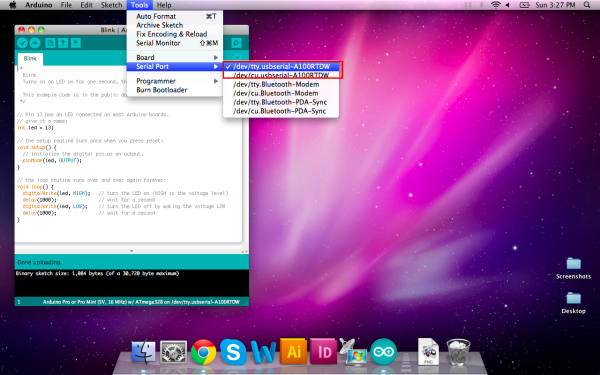 Arduino File Edit Sketch Tools Help
Sun 3:27 PM
Auto Format ⌘T
Archive Sketch
Fix Encoding & Reload
Serial Monitor ⇧⌘M
Board
Serial Port
Programmer
Burn Bootloader
✓ /dev/tty.usbserial-A100RTDW
/dev/cu.usbserial-A100RTDW
/dev/tty.Bluetooth-Modem
/dev/cu.Bluetooth-Modem
/dev/tty.Bluetooth-PDA-Sync
/dev/cu.Bluetooth-PDA-Sync
Blink | Ardu
Blink
/*
Blink
Turns on an LED on for one second, th
This example code is in the public do
*/
// Pin 13 has an LED connected on most Arduino boards.
// give it a name:
int led = 13;
// the setup routine runs once when you press reset:
void setup() {
// initialize the digital pin as an output.
pinMode(led, OUTPUT);
}
// the loop routine runs over and over again forever:
void loop() {
digitalWrite(led, HIGH); // turn the LED on (HIGH is the voltage level)
delay(1000); // wait for a second
digitalWrite(led, LOW); // turn the LED off by making the voltage LOW
delay(1000); // wait for a second
}
Done uploading.
Binary sketch size: 1,084 bytes (of a 30,720 byte maximum)
1 Arduino Pro or Pro Mini (5V, 16 MHz) w/ ATmega328 on /dev/tty.usbserial-A100RTDW
Screenshots
Desktop
S
W
Ai
Id
PNG